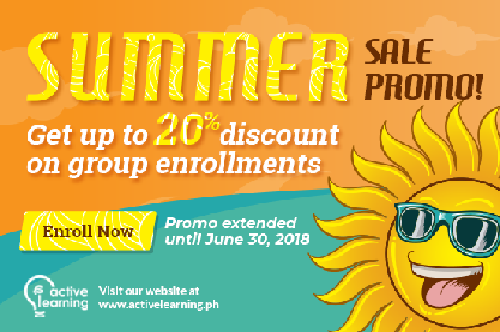 SUMMER
SALE
PROMO!
Get up to 20% discount
on group enrollments
Enroll Now
Promo extended
until June 30, 2018
active
learning
Visit our website at
www.activelearning.ph